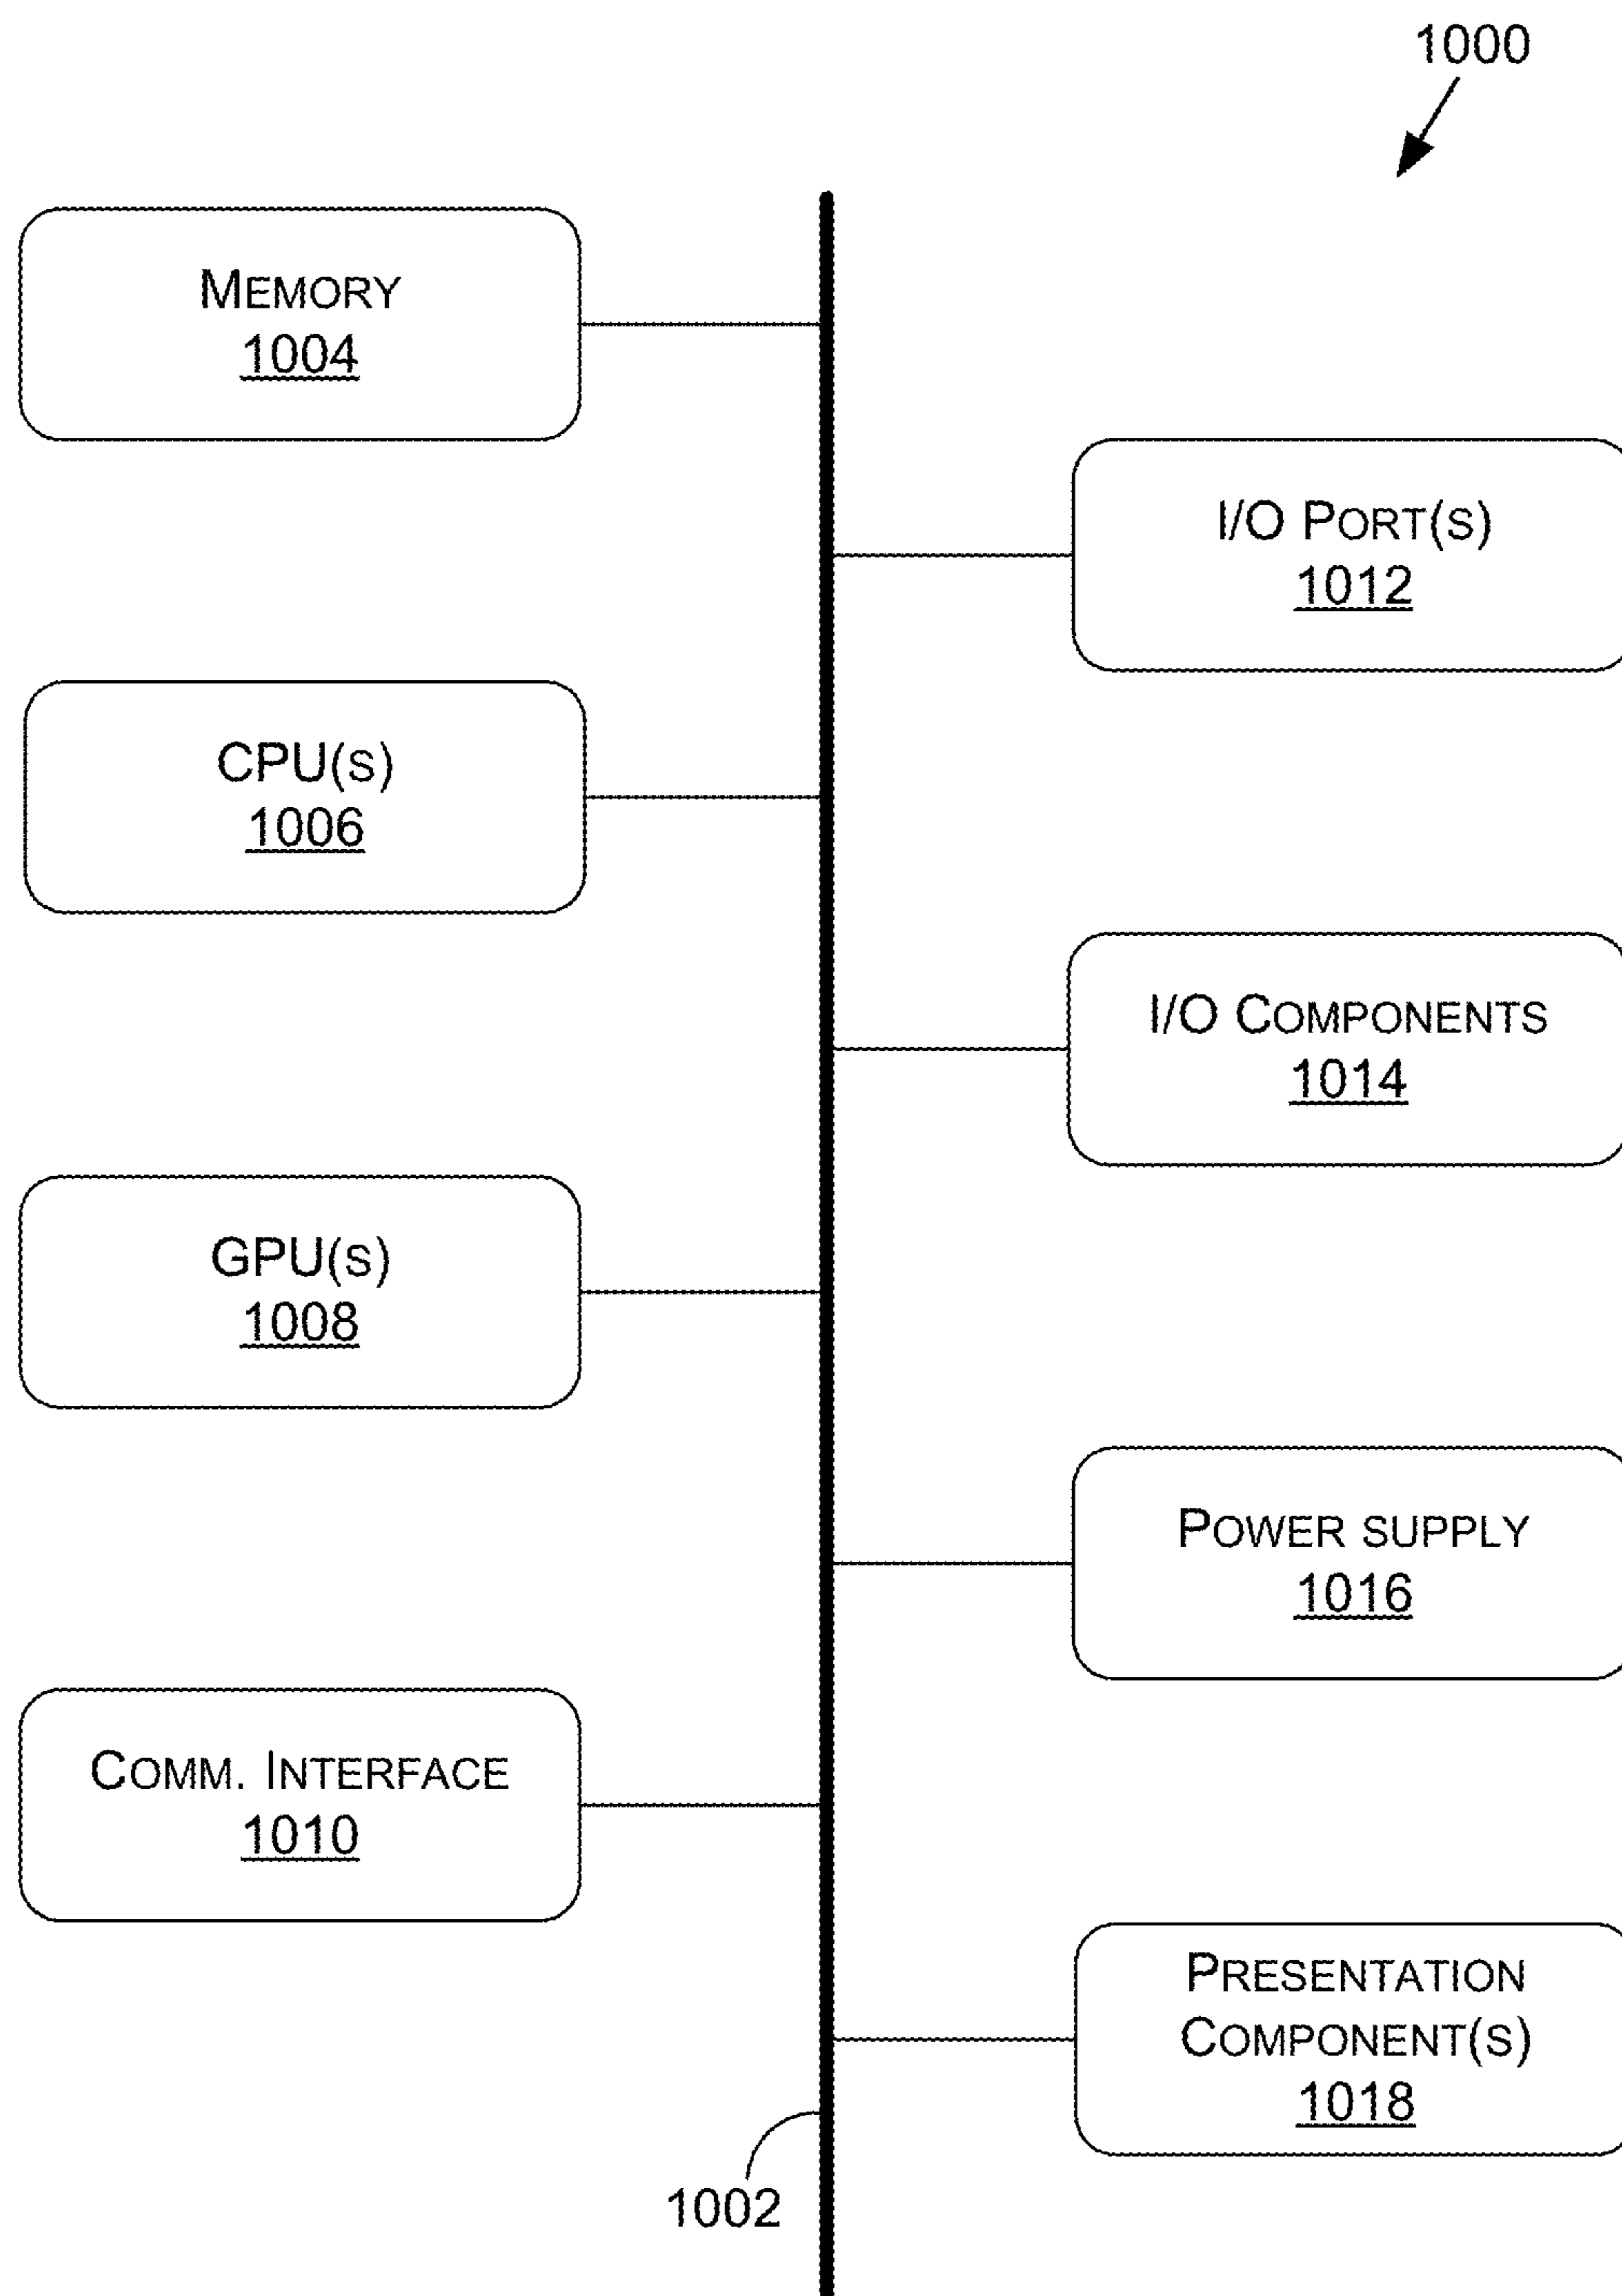 1000
Memory
1004
I/O Port(s)
1012
CPU(s)
1006
I/O Components
1014
GPU(s)
1008
Power supply
1016
Comm. Interface
1010
Presentation
Component(s)
1018
1002